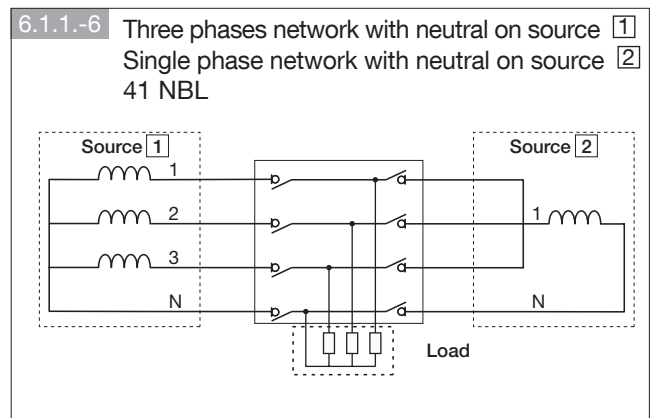 6.1.1.-6 Three phases network with neutral on source 1
Single phase network with neutral on source 2
41 NBL
Source 1
Source 2
1
2
1
3
N
N
Load